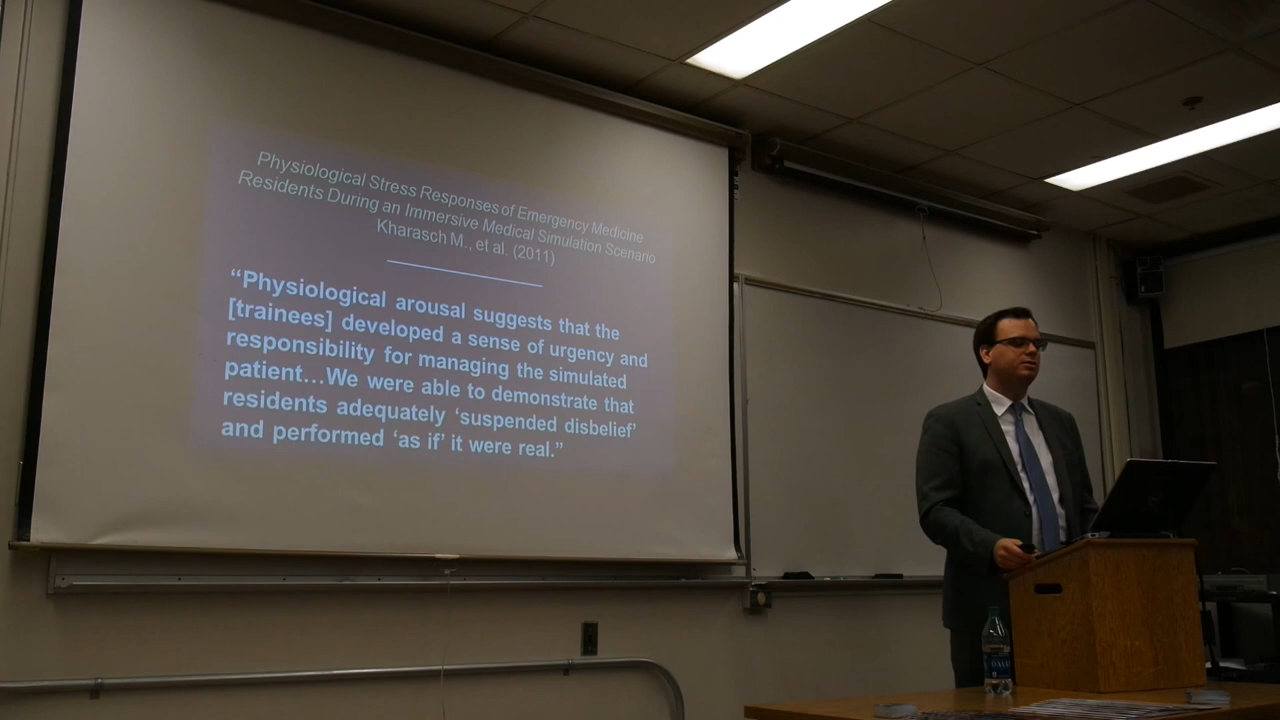 Physiological Stress Responses of Emergency Medicine
Residents During an Immersive Medical Simulation Scenario
Kharasch M., et al. (2011)
“Physiological arousal suggests that the
[trainees] developed a sense of urgency and
responsibility for managing the simulated
patient…We were able to demonstrate that
residents adequately ‘suspended disbelief’
and performed ‘as if’ it were real.”